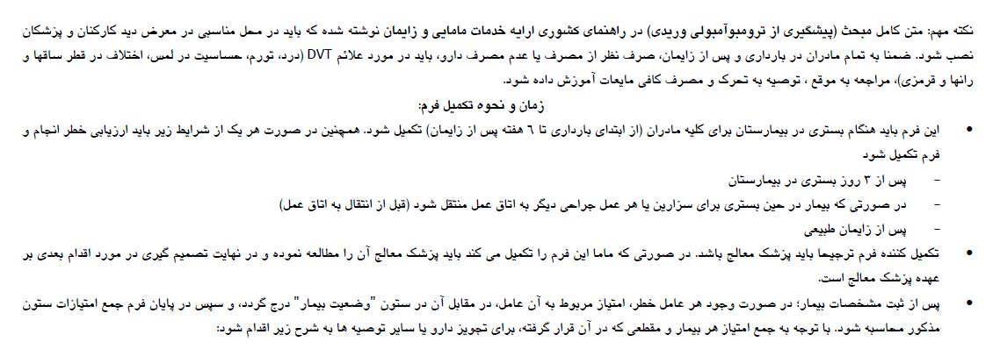 نکته مهم: متن کامل مبحث (پیشگیری از ترومبوآمبولی وریدی) در راهنمای کشوری ارایه خدمات مامایی و زایمان نوشته شده که باید در محل مناسبی در معرض دید کارکنان و پزشکان
نصب شود. ضمنا به تمام مادران در بارداری و پس از زایمان، صرف نظر از مصرف یا عدم مصرف دارو، باید در مورد علائم DVT (درد، تورم، حساسیت در لمس، اختلاف در قطر ساقها و
رانها و قرمزی)، مراجعه به موقع ، توصیه به تحرک و مصرف کافی مایعات آموزش داده شود.
زمان و نحوه تکمیل فرم:
• این فرم باید هنگام بستری در بیمارستان برای کلیه مادران (از ابتدای بارداری تا ٦ هفته پس از زایمان) تکمیل شود. همچنین در صورت هر یک از شرایط زیر باید ارزیابی خطر انجام و
فرم تکمیل شود
- پس از ٣ روز بستری در بیمارستان
- در صورتی که بیمار در حین بستری برای سزارین یا هر عمل جراحی دیگر به اتاق عمل منتقل شود (قبل از انتقال به اتاق عمل)
- پس از زایمان طبیعی
• تکمیل کننده فرم ترجیحا باید پزشک معالج باشد. در صورتی که ماما این فرم را تکمیل می کند باید پزشک معالج آن را مطالعه نموده و در نهایت تصمیم گیری در مورد اقدام بعدی بر
عهده پزشک معالج است.
• پس از ثبت مشخصات بیمار؛ در صورت وجود هر عامل خطر، امتیاز مربوط به آن عامل، در مقابل آن در ستون "وضعیت بیمار" درج گردد، و سپس در پایان فرم جمع امتیازات ستون
مذکور محاسبه شود. با توجه به جمع امتیاز هر بیمار و مقطعی که در آن قرار گرفته، برای تجویز دارو یا سایر توصیه ها به شرح زیر اقدام شود: